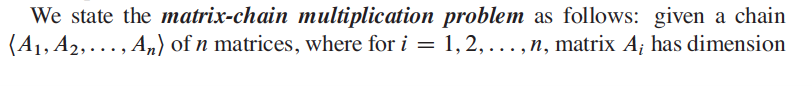 We state the matrix-chain multiplication problem as follows: given a chain
⟨A₁, A₂, . . . , Aₙ⟩ of n matrices, where for i = 1, 2, . . . , n, matrix Aᵢ has dimension